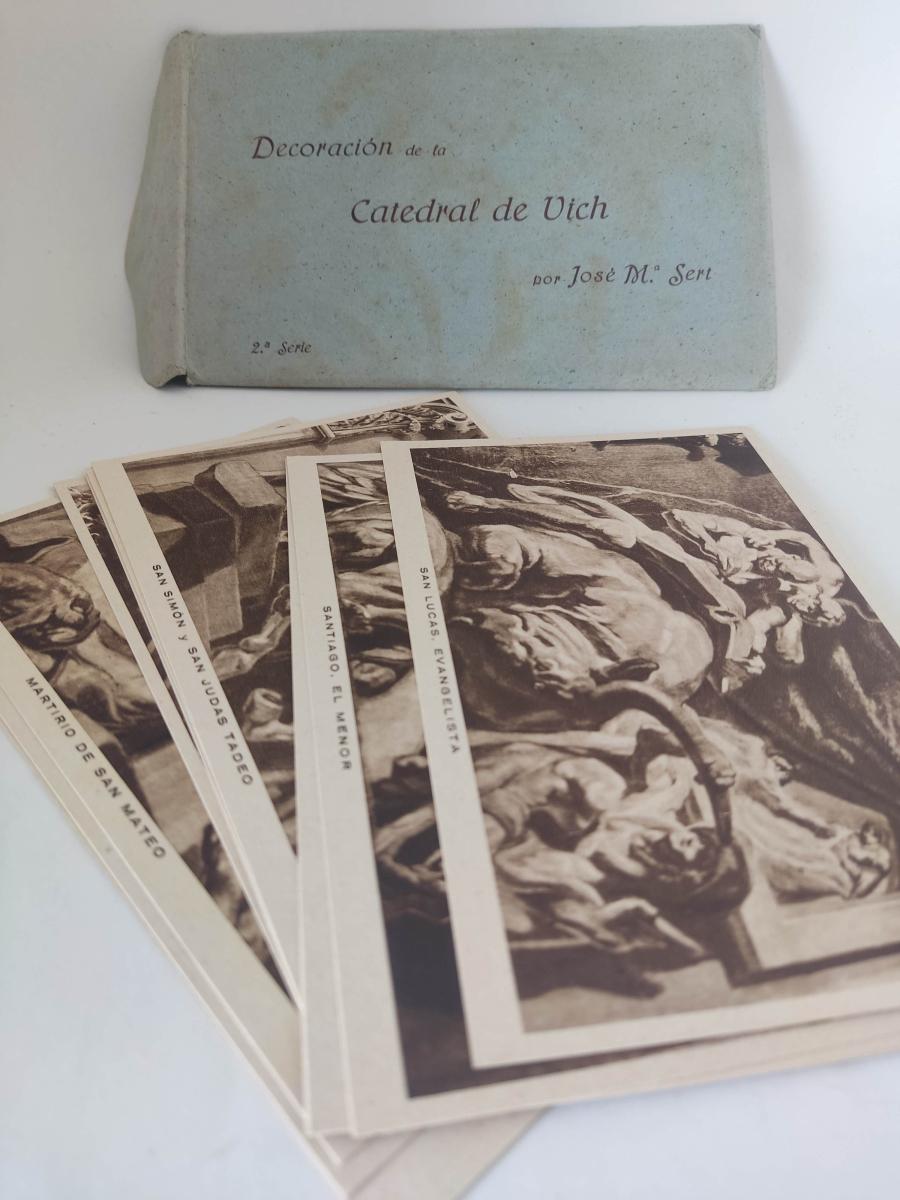 Decoración de la
Catedral de Vich
por José M.ª Sert
2.ª Serie
MARTIRIO DE SAN MATEO
SAN SIMÓN Y SAN JUDAS TADEO
SANTIAGO, EL MENOR
SAN LUCAS, EVANGELISTA